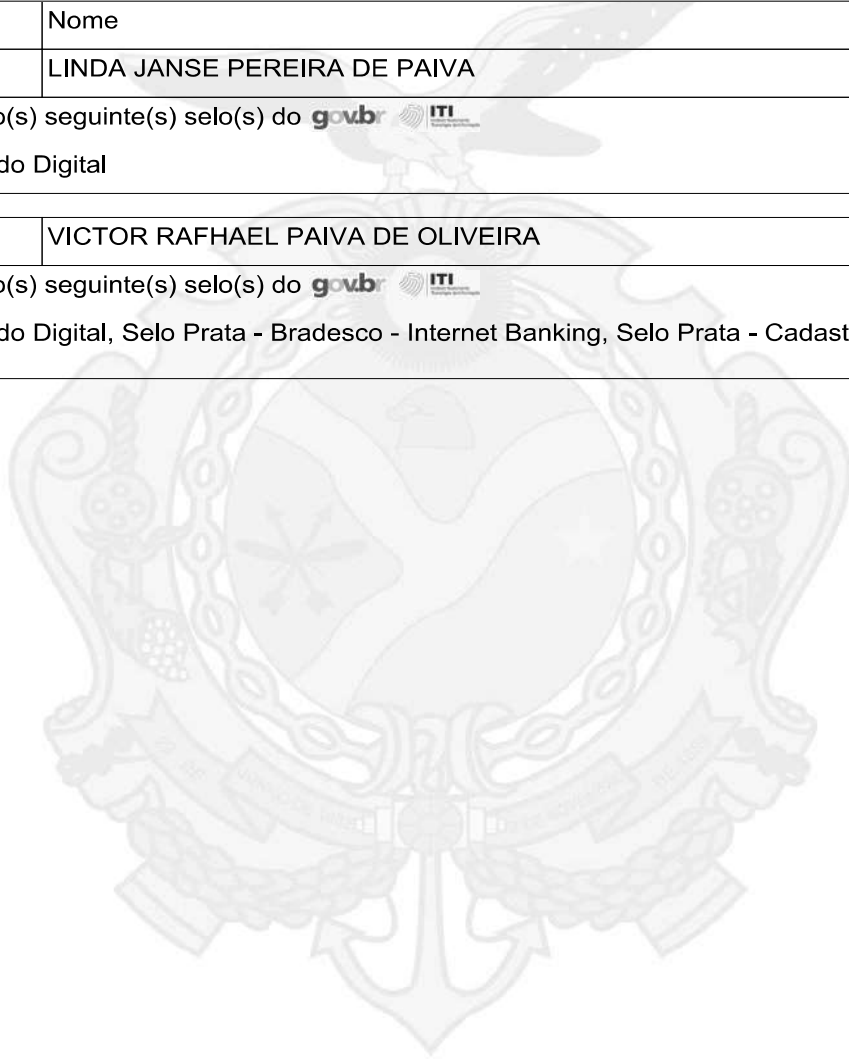 Nome
LINDA JANSE PEREIRA DE PAIVA
o(s) seguinte(s) selo(s) do gov.br ITI
do Digital
VICTOR RAFHAEL PAIVA DE OLIVEIRA
o(s) seguinte(s) selo(s) do gov.br ITI
do Digital, Selo Prata - Bradesco - Internet Banking, Selo Prata - Cadast